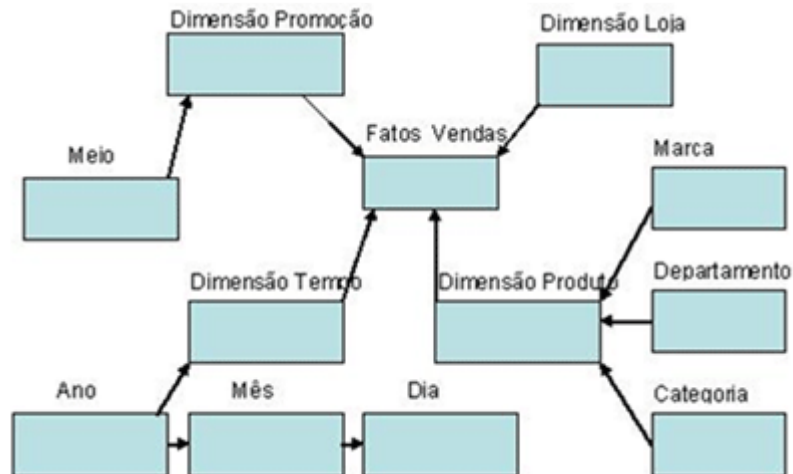 Dimensão Promoção
Dimensão Loja
Fatos Vendas
Meio
Marca
Dimensão Tempo
Dimensão Produto
Departamento
Ano
Mês
Dia
Categoria